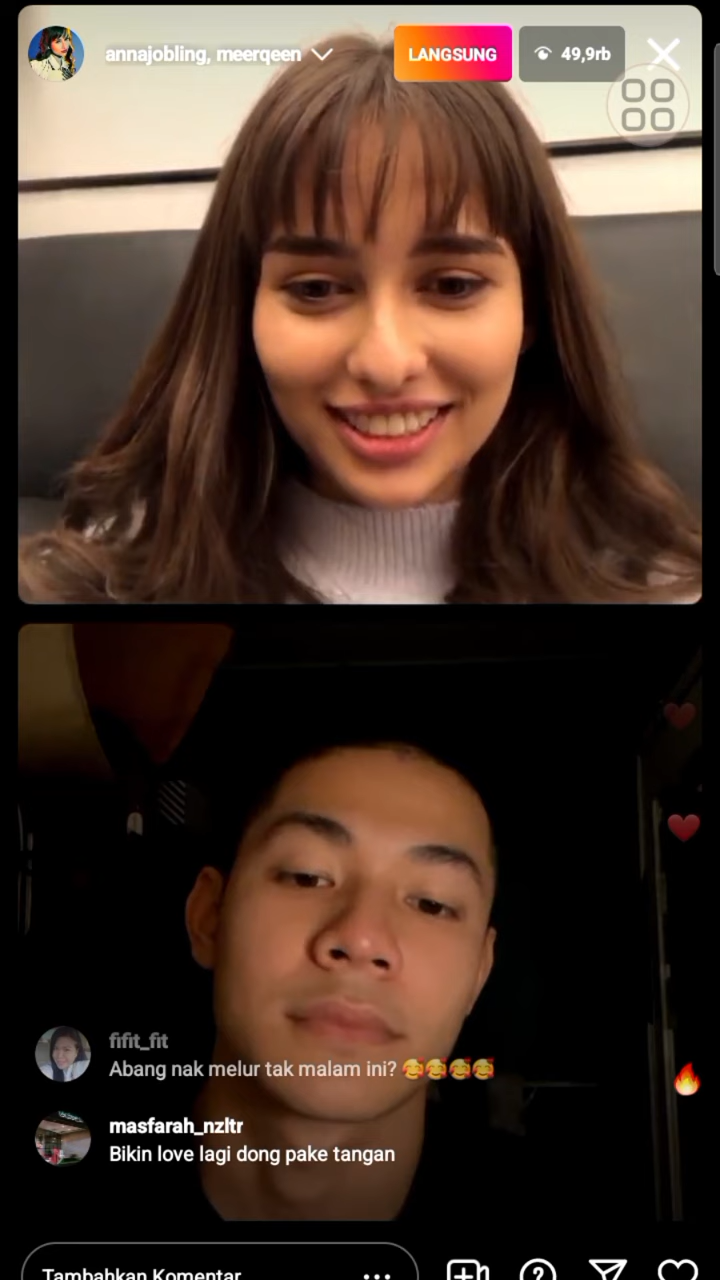 annajobling, meerqeen
LANGSUNG
49,9rb
fifit_fit
Abang nak melur tak malam ini? 🥰🥰🥰🥰
masfarah_nzltr
Bikin love lagi dong pake tangan
Tambahkan Komentar